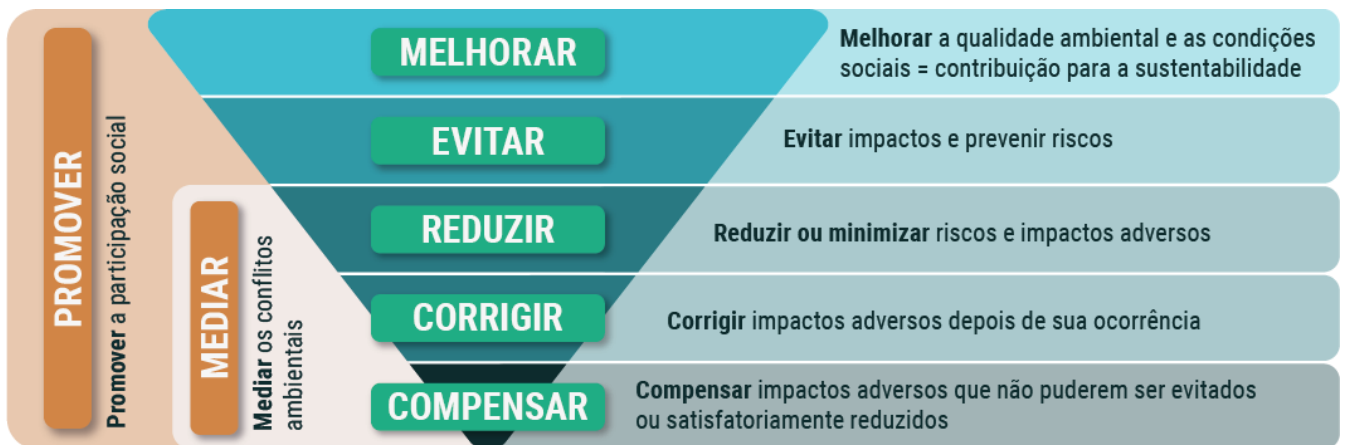 PROMOVER
Promover a participação social
MEDIAR
Mediar os conflitos
ambientais
MELHORAR
Melhorar a qualidade ambiental e as condições
sociais = contribuição para a sustentabilidade
EVITAR
Evitar impactos e prevenir riscos
REDUZIR
Reduzir ou minimizar riscos e impactos adversos
CORRIGIR
Corrigir impactos adversos depois de sua ocorrência
COMPENSAR
Compensar impactos adversos que não puderem ser evitados
ou satisfatoriamente reduzidos